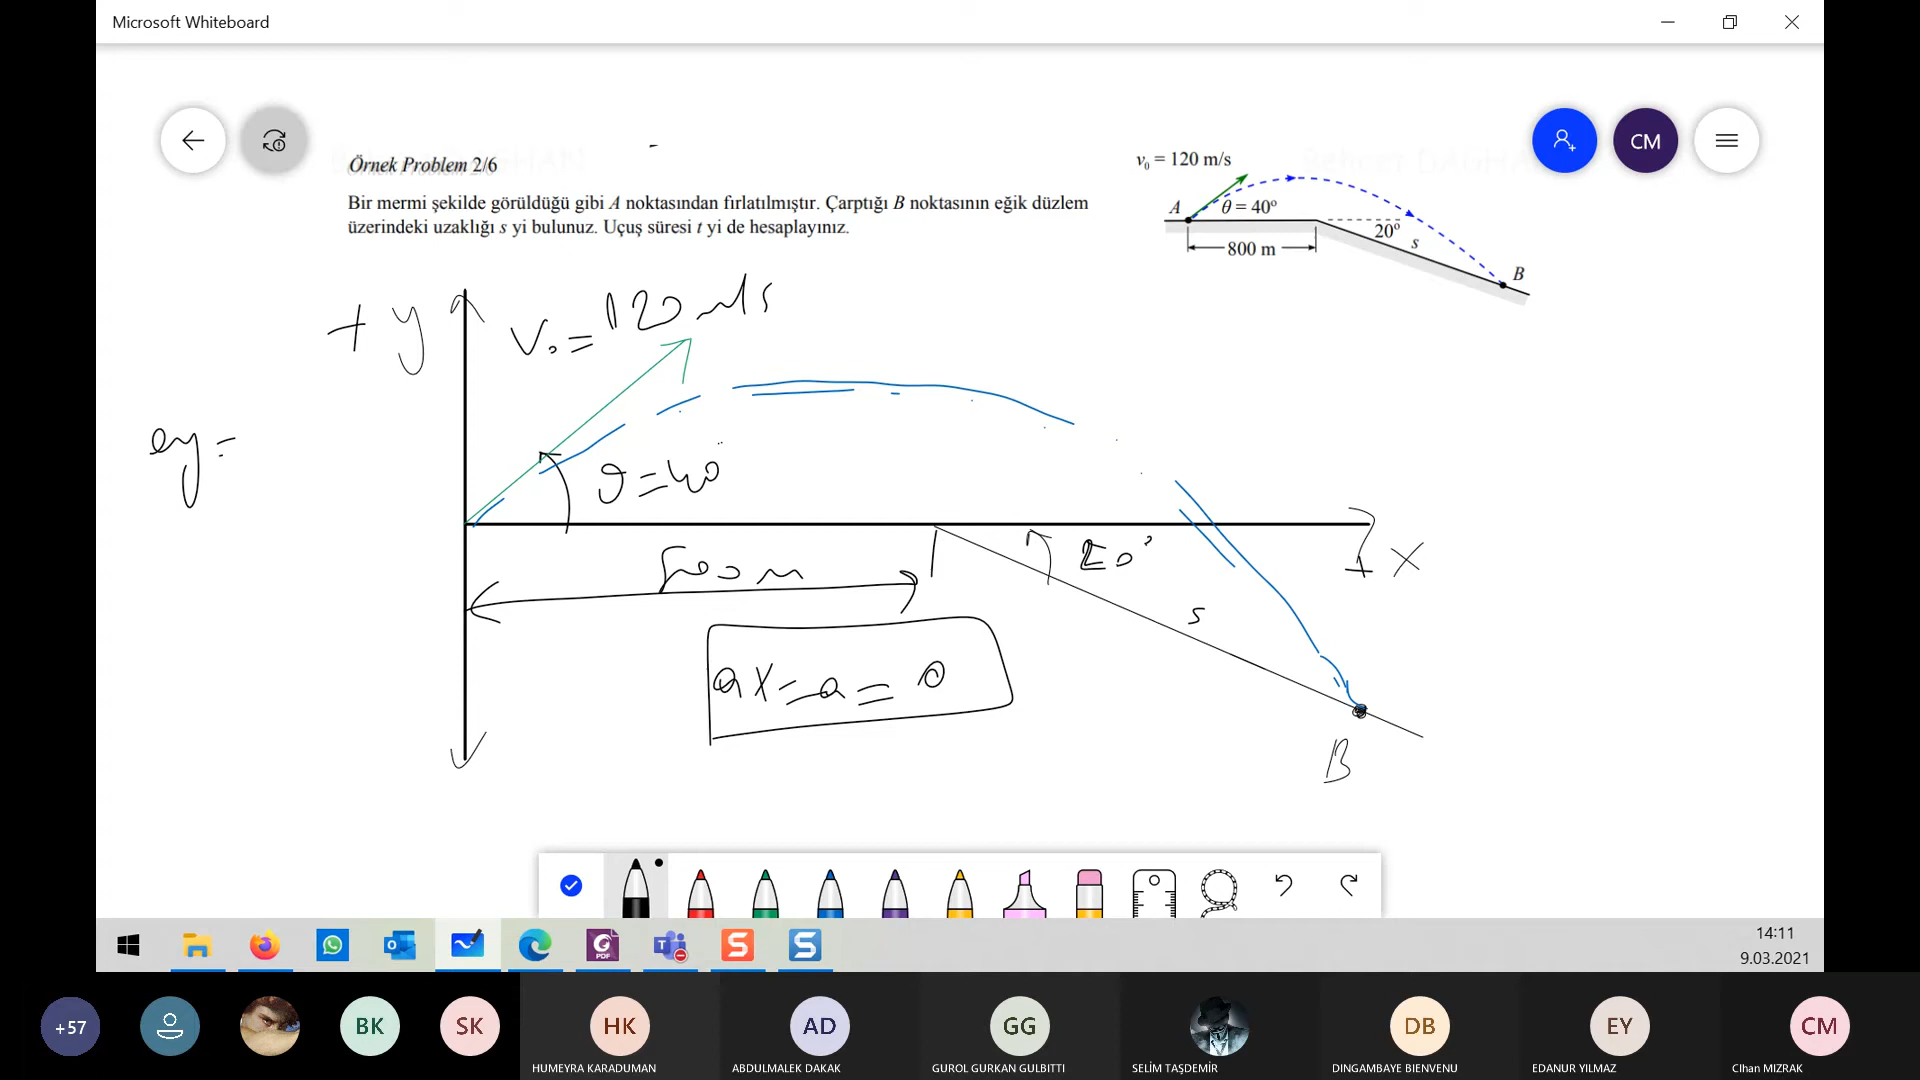 Microsoft Whiteboard
CM
Örnek Problem 2/6
Bir mermi şekilde görüldüğü gibi A noktasından fırlatılmıştır. Çarptığı B noktasının eğik düzlem
üzerindeki uzaklığı s yi bulunuz. Uçuş süresi t yi de hesaplayınız.
v₀ = 120 m/s
A
θ = 40°
800 m
20°
s
B
+ y
V₀ = 120 m/s
ay =
θ = 40
800 m
20°
+ x
s
ax = a = 0
B
14:11
9.03.2021
+57
BK
SK
HK
AD
GG
DB
EY
CM
HUMEYRA KARADUMAN
ABDULMALEK DAKAK
GUROL GURKAN GULBITTI
SELİM TAŞDEMİR
DINGAMBAYE BIENVENU
EDANUR YILMAZ
CIhan MIZRAK